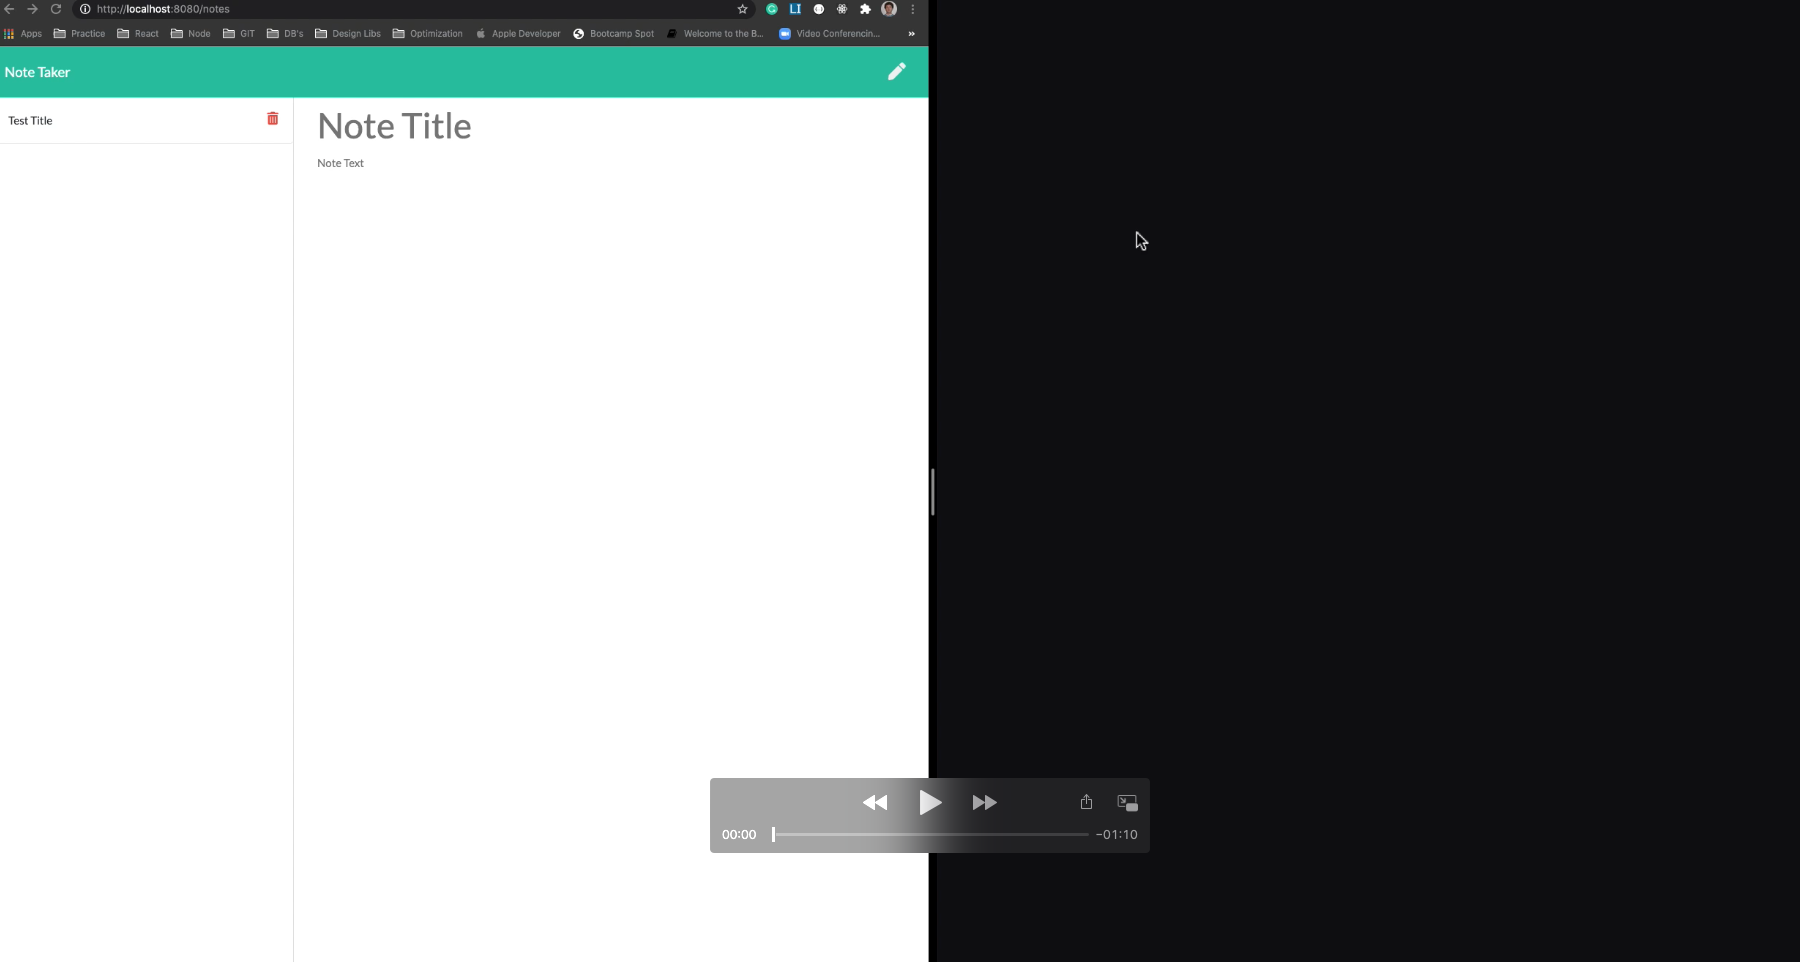 http://localhost:8080/notes
LI
Apps Practice React Node GIT DB's Design Libs Optimization Apple Developer Bootcamp Spot Welcome to the B... Video Conferencin... »
Note Taker
Test Title
Note Title
Note Text
00:00 -01:10